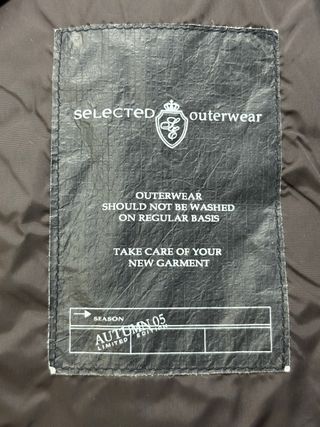 SELECTED outerwear
OUTERWEAR
SHOULD NOT BE WASHED
ON REGULAR BASIS
TAKE CARE OF YOUR
NEW GARMENT
SEASON
AUTUMN 05
LIMITED EDITION